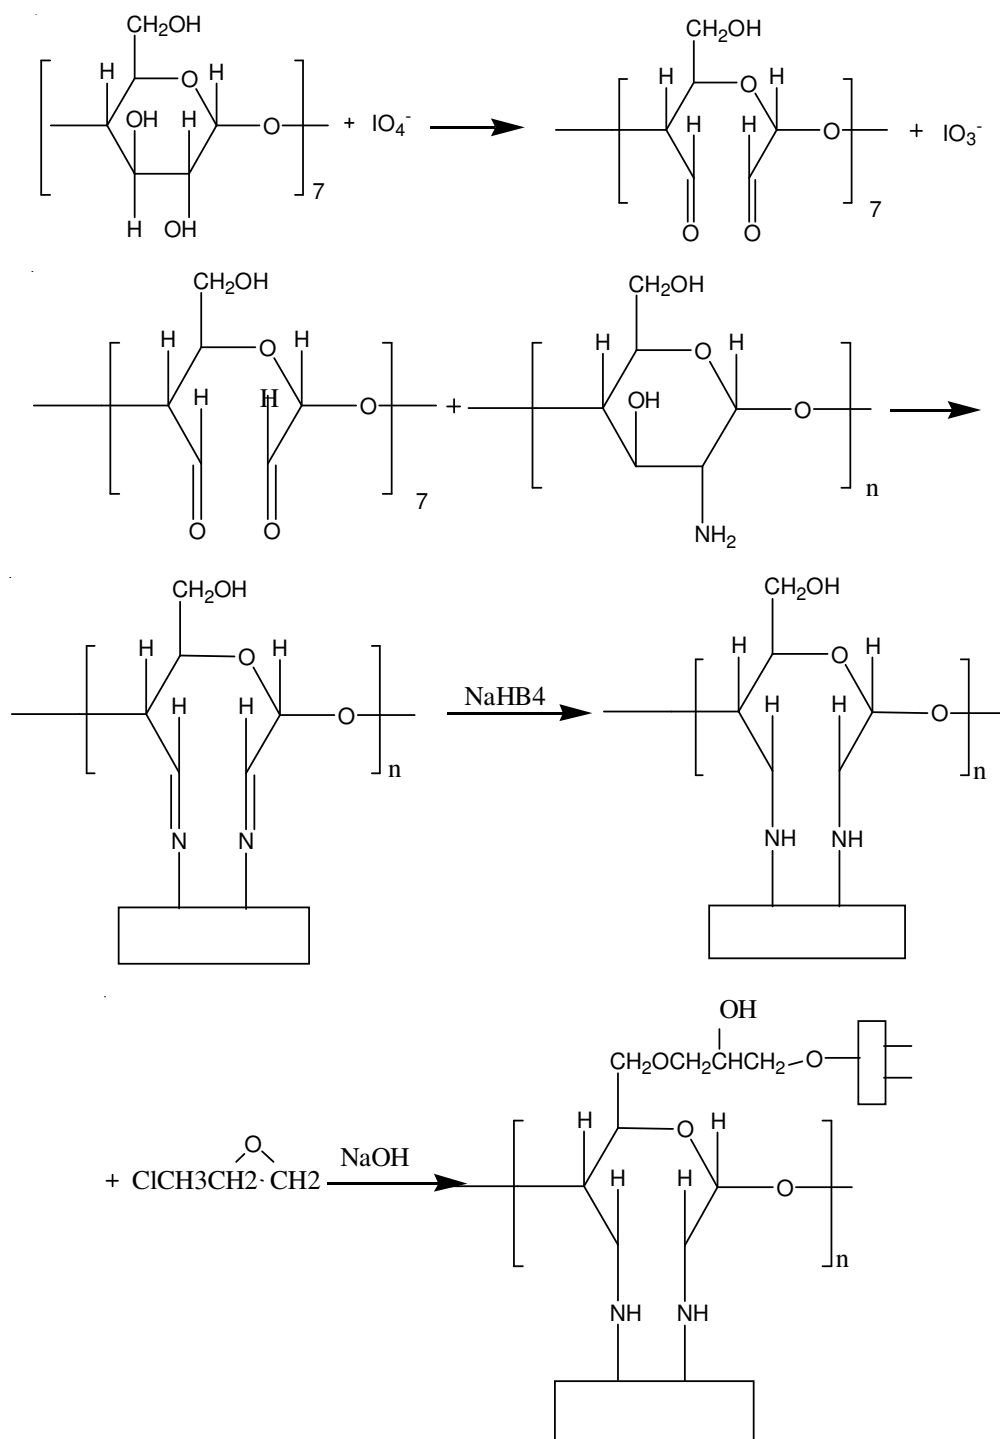 CH₂OH CH₂OH
H O H H O H
OH H O + IO₄⁻ H H O + IO₃⁻
7 7
H OH O O
CH₂OH CH₂OH
H O H H O H
H H O + OH O
7 n
O O NH₂
CH₂OH CH₂OH
H O H H O H
H H O NaHB4 H H O
n n
N N NH NH
OH
CH₂OCH₂CHCH₂ O
H O H
O NaOH
+ ClCH3CH2 CH2 H H O
n
NH NH